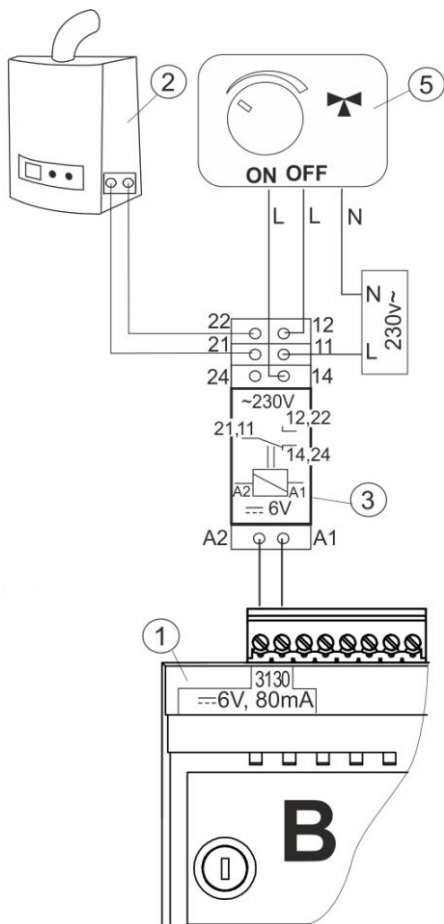 2
5
ON OFF
L L N
N
L
230v~
22 12
21 11
24 14
~230V
12,22
21,11
14,24
A2 A1
6V
3
A2 A1
1
3130
6V, 80mA
B